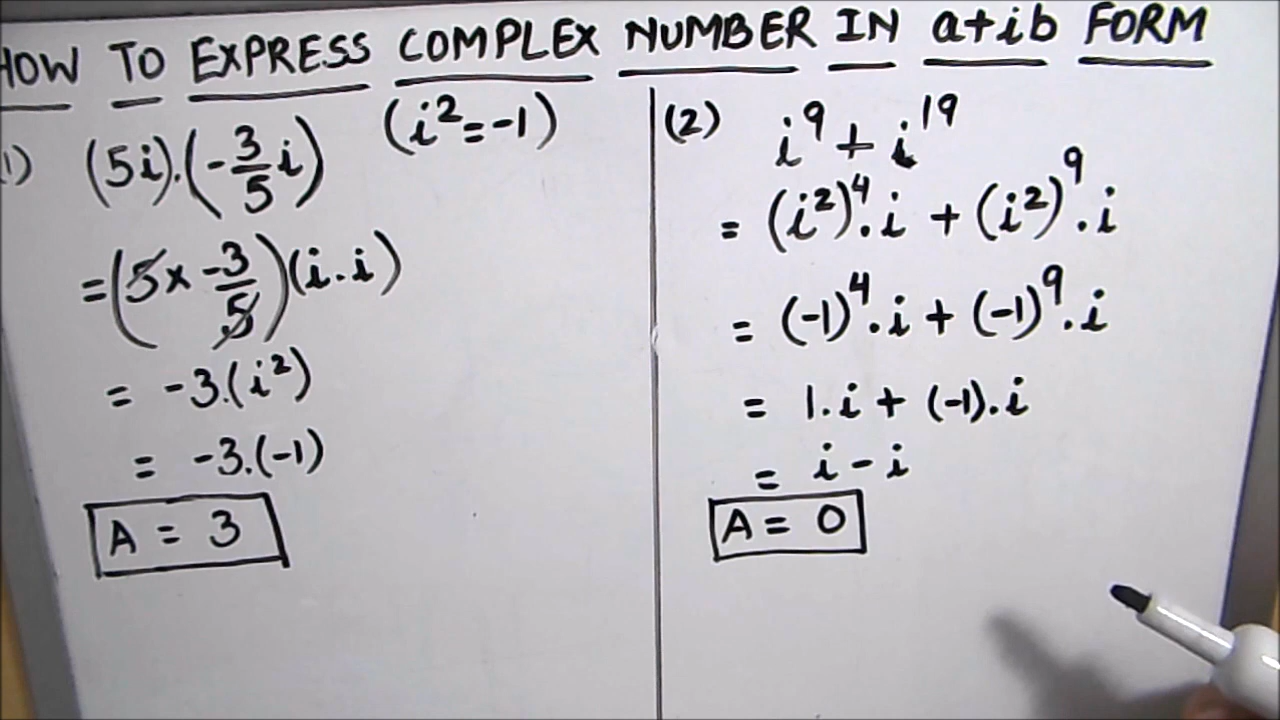 HOW TO EXPRESS COMPLEX NUMBER IN a+ib FORM
1) (5i).(-3/5 i) (i²=-1)
=(5x -3/5)(i.i)
= -3.(i²)
= -3.(-1)
A = 3
(2) i⁹ + i¹⁹
= (i²)⁴.i + (i²)⁹.i
= (-1)⁴.i + (-1)⁹.i
= 1.i + (-1).i
= i - i
A = 0